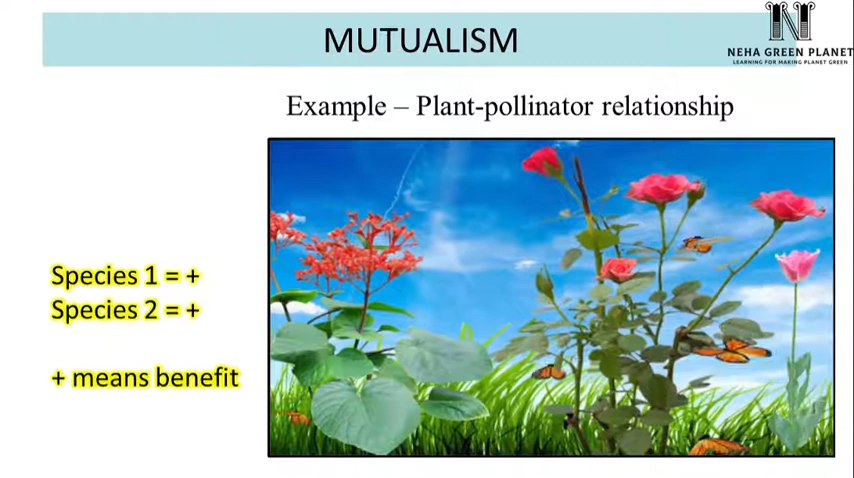 MUTUALISM
NEHA GREEN PLANET
LEARNING FOR MAKING PLANET GREEN
Example – Plant-pollinator relationship
Species 1 = +
Species 2 = +
+ means benefit